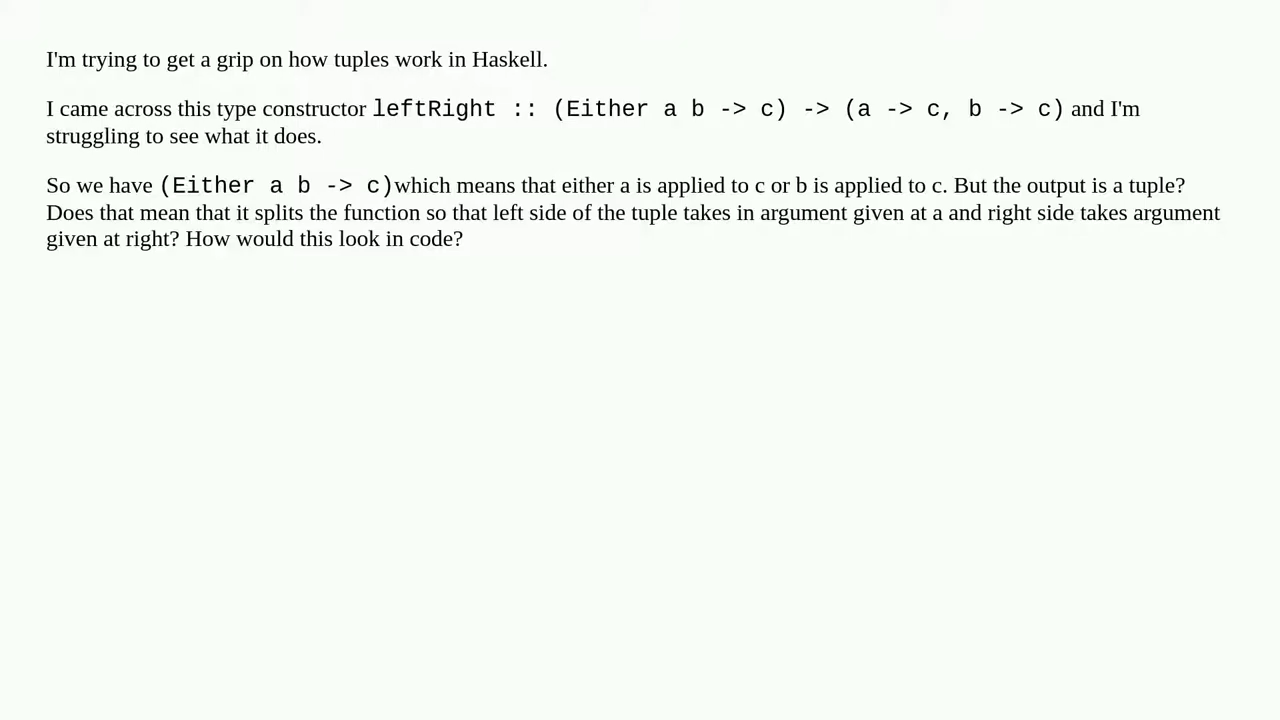 I'm trying to get a grip on how tuples work in Haskell.
I came across this type constructor leftRight :: (Either a b -> c) -> (a -> c, b -> c) and I'm
struggling to see what it does.
So we have (Either a b -> c)which means that either a is applied to c or b is applied to c. But the output is a tuple?
Does that mean that it splits the function so that left side of the tuple takes in argument given at a and right side takes argument
given at right? How would this look in code?